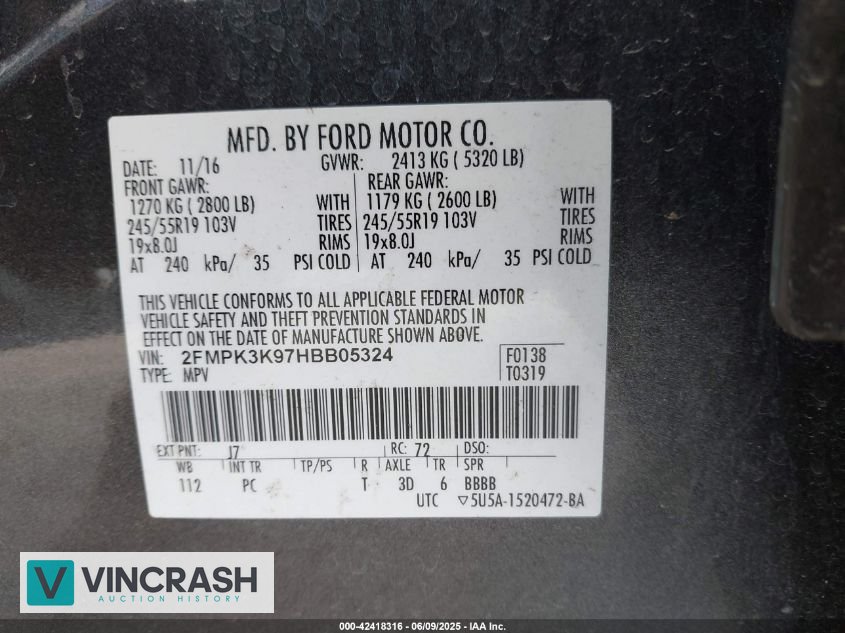 MFD. BY FORD MOTOR CO.
DATE: 11/16 GVWR: 2413 KG ( 5320 LB)
FRONT GAWR: REAR GAWR:
1270 KG ( 2800 LB) WITH 1179 KG ( 2600 LB) WITH
245/55R19 103V TIRES 245/55R19 103V TIRES
19x8.0J RIMS 19x8.0J RIMS
AT 240 kPa/ 35 PSI COLD AT 240 kPa/ 35 PSI COLD
THIS VEHICLE CONFORMS TO ALL APPLICABLE FEDERAL MOTOR
VEHICLE SAFETY AND THEFT PREVENTION STANDARDS IN
EFFECT ON THE DATE OF MANUFACTURE SHOWN ABOVE.
VIN: 2FMPK3K97HBB05324 F0138
TYPE: MPV T0319
EXT PNT: J7 RC: 72 DSO:
WB INT TR TP/PS R AXLE TR SPR
112 PC T 3D 6 BBBB
UTC ▽5U5A-1520472-BA
VINCRASH
AUCTION HISTORY
000-42418316 - 06/09/2025 - IAA Inc.